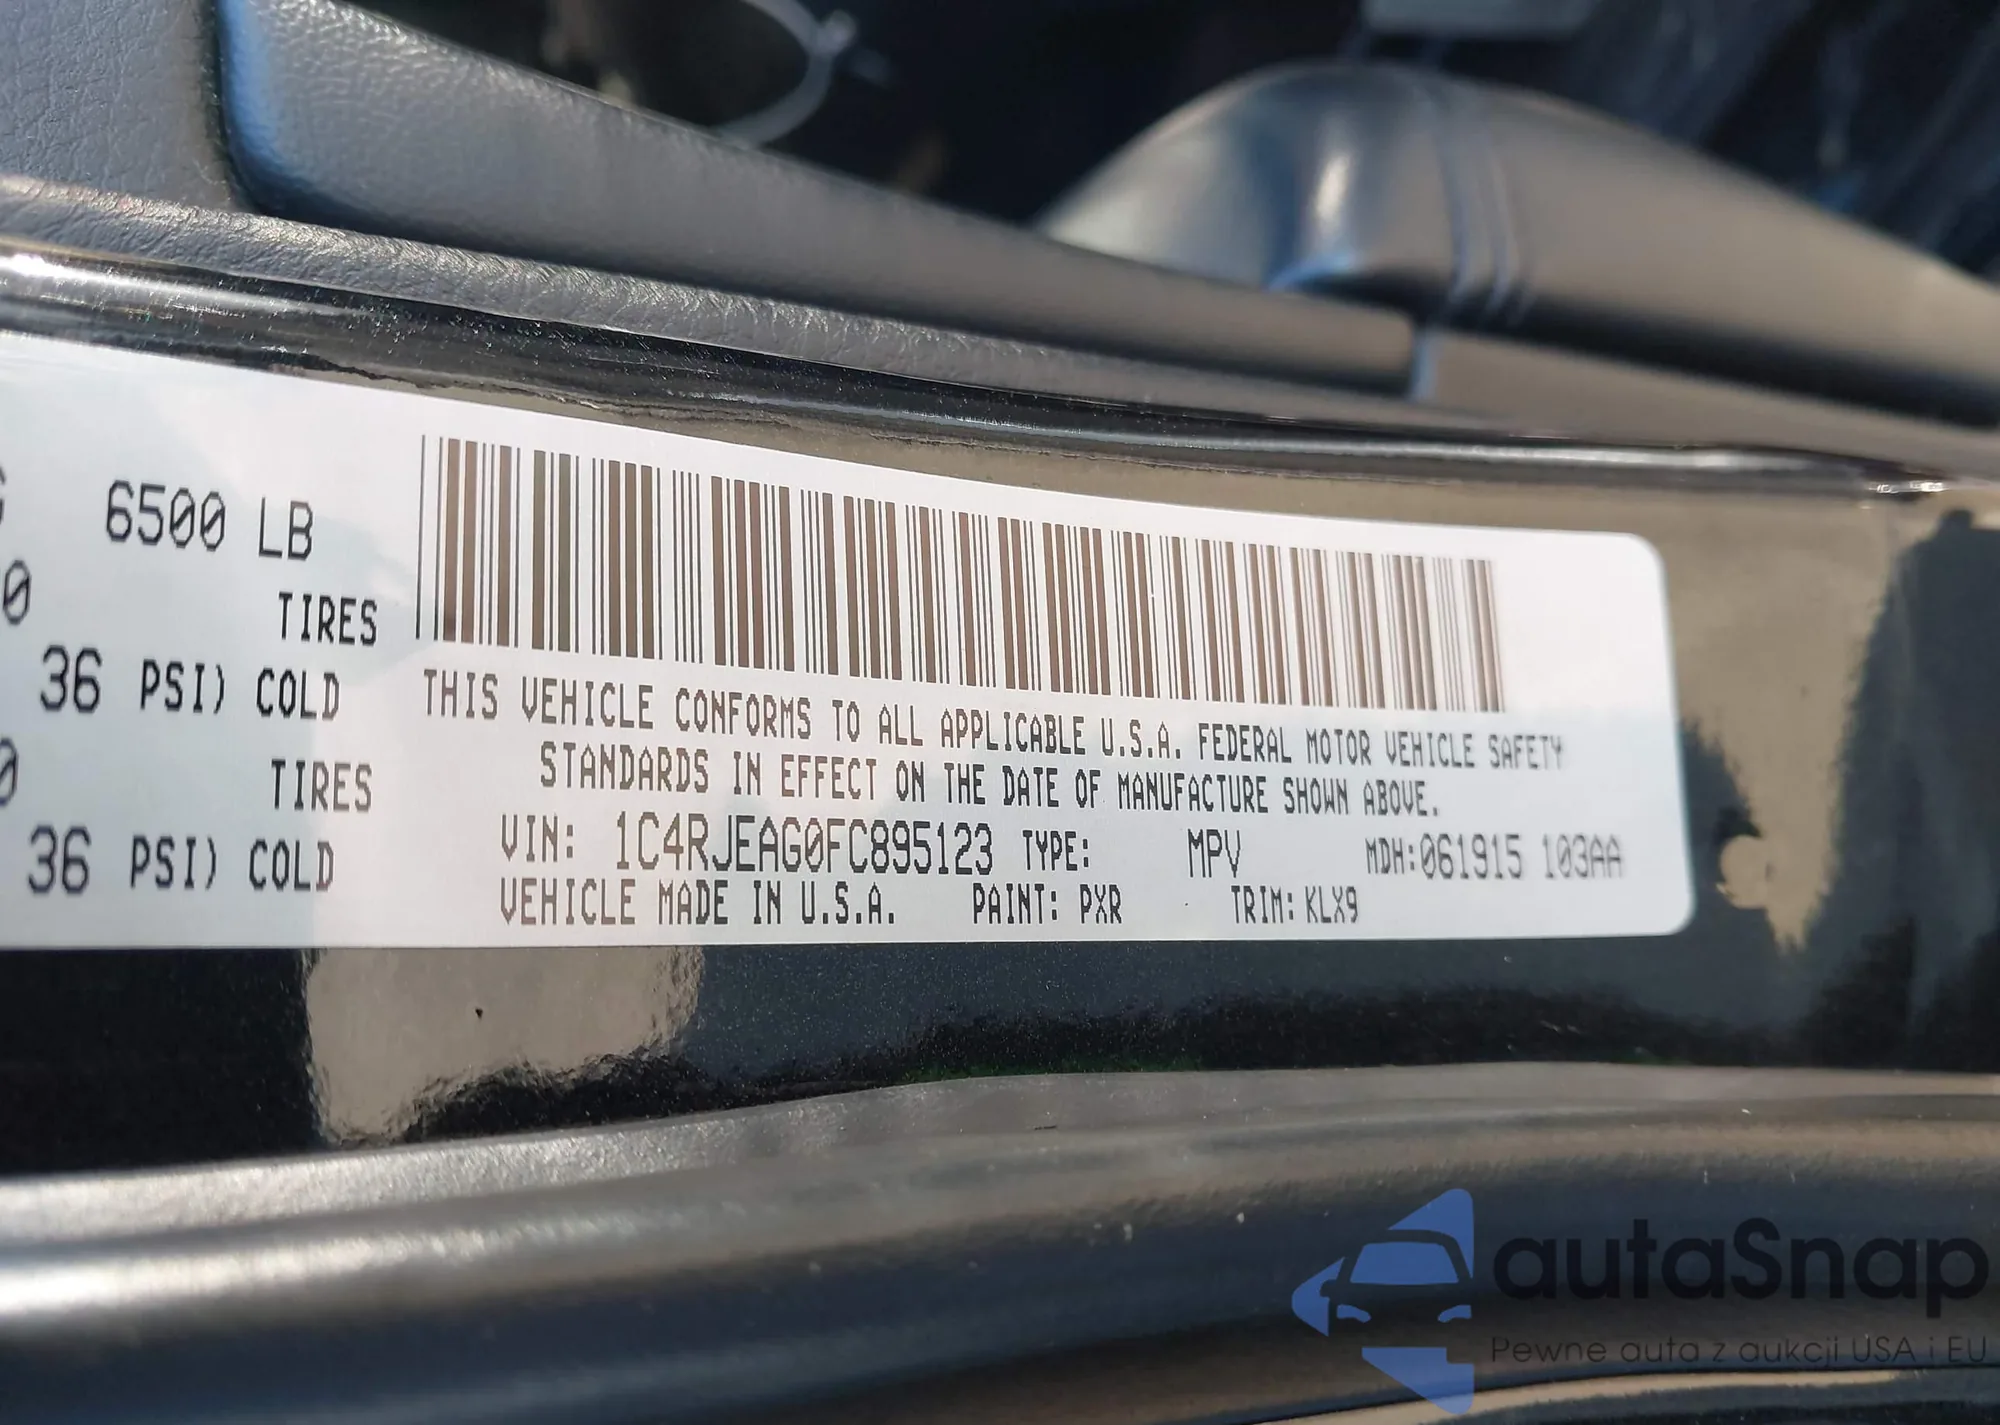 6500 LB
TIRES
36 PSI) COLD
TIRES
36 PSI) COLD
THIS VEHICLE CONFORMS TO ALL APPLICABLE U.S.A. FEDERAL MOTOR VEHICLE SAFETY
STANDARDS IN EFFECT ON THE DATE OF MANUFACTURE SHOWN ABOVE.
VIN: 1C4RJEAG0FC895123 TYPE: MPV MDH:061915 103AA
VEHICLE MADE IN U.S.A. PAINT: PXR TRIM: KLX9
autaSnap
Pewne auta z aukcji USA i EU